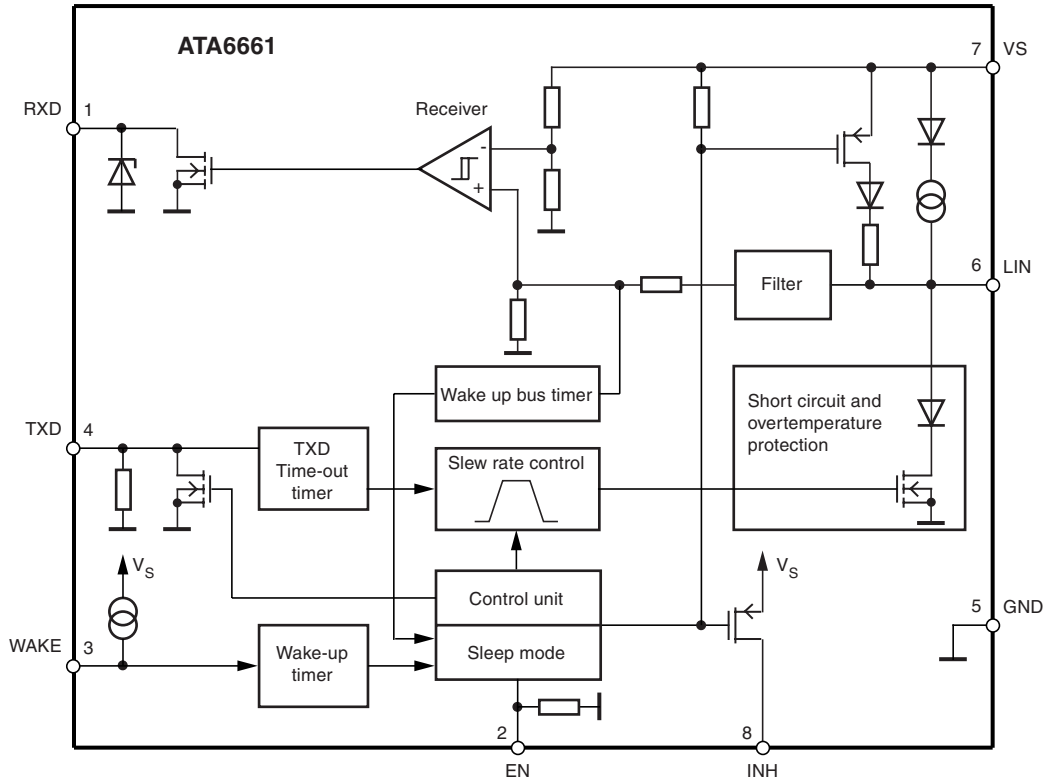 ATA6661
7 VS
RXD 1
Receiver
-
+
6 LIN
Filter
Wake up bus timer
Short circuit and
overtemperature
protection
TXD 4
TXD
Time-out
timer
Slew rate control
VS
VS
Control unit
5 GND
WAKE 3
Wake-up
timer
Sleep mode
2
8
EN
INH